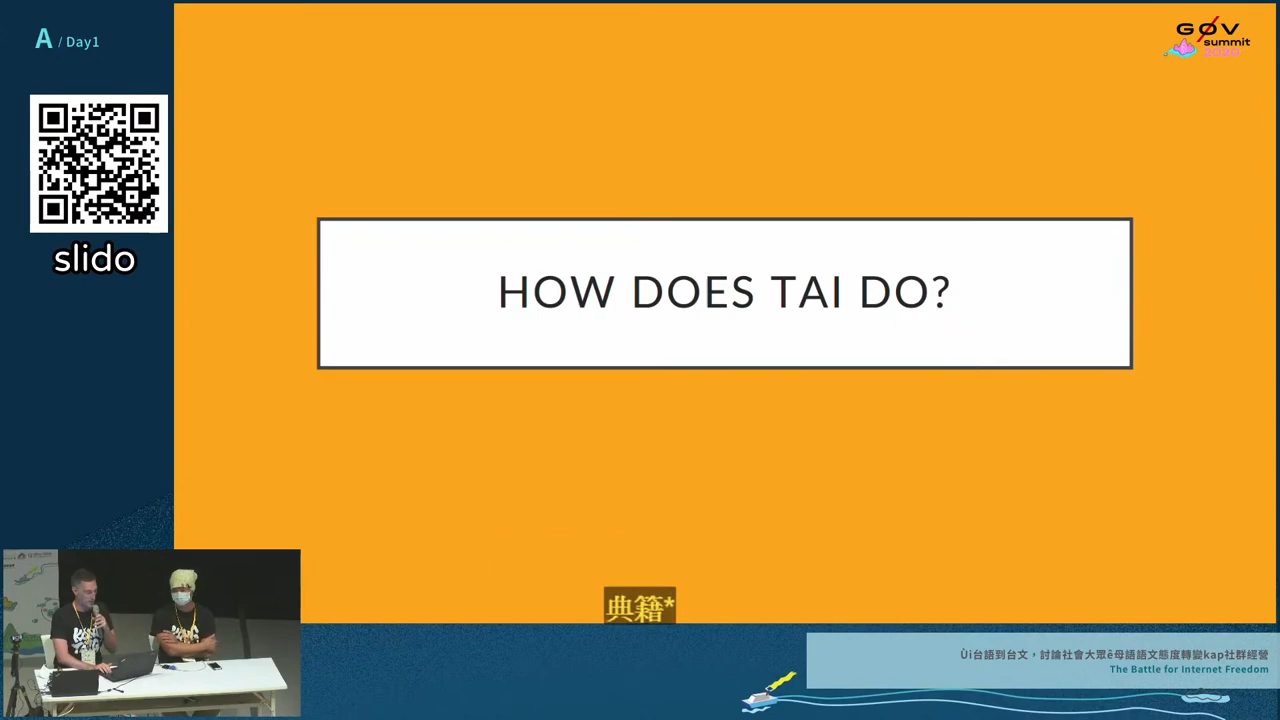 A / Day1
GØV
summit
2020
slido
HOW DOES TAI DO?
典籍*
Ùi台語到台文，討論社會大眾ê母語語文態度轉變kap社群經營
The Battle for Internet Freedom